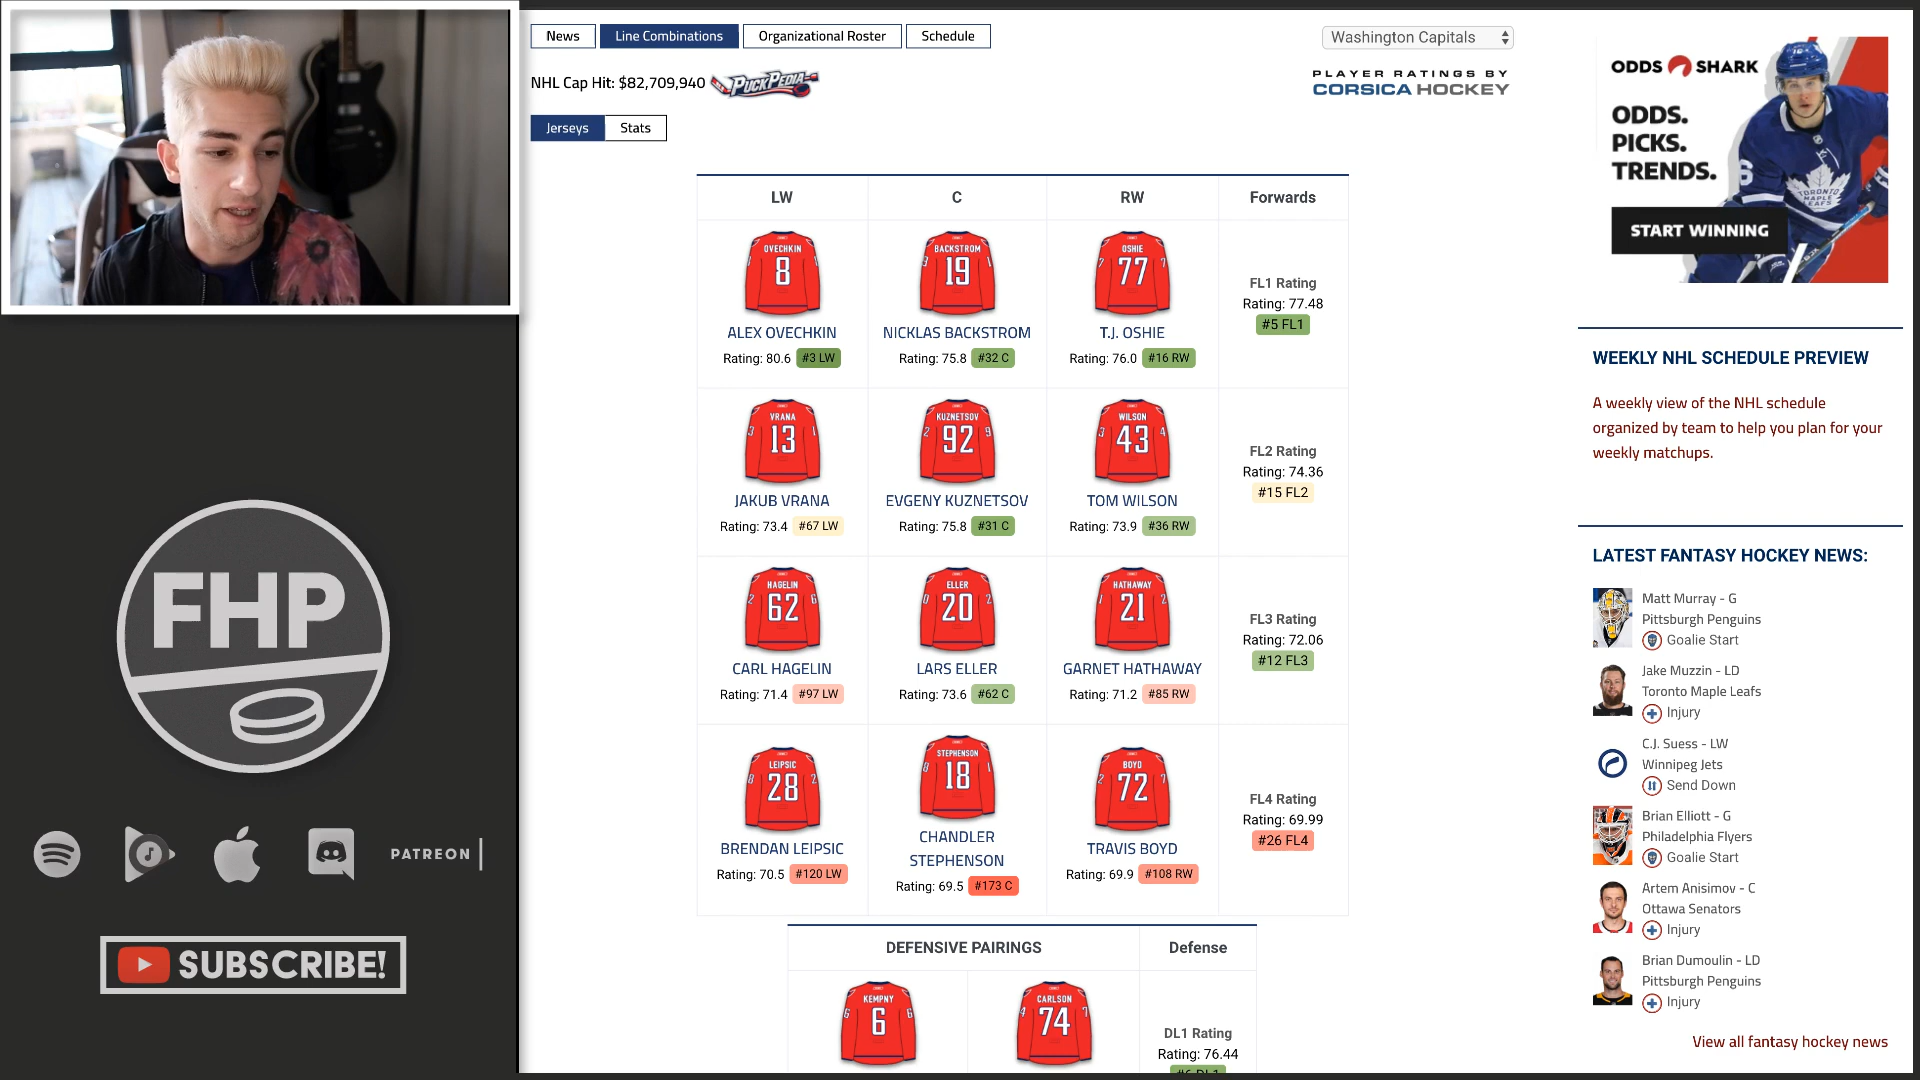 News
Line Combinations
Organizational Roster
Schedule
Washington Capitals
NHL Cap Hit: $82,709,940
PUCKPEDIA
PLAYER RATINGS BY
CORSICA HOCKEY
Jerseys
Stats
LW
C
RW
Forwards
OVECHKIN
8
ALEX OVECHKIN
Rating: 80.6 #3 LW
BACKSTROM
19
NICKLAS BACKSTROM
Rating: 75.8 #32 C
OSHIE
77
T.J. OSHIE
Rating: 76.0 #16 RW
FL1 Rating
Rating: 77.48
#5 FL1
VRANA
13
JAKUB VRANA
Rating: 73.4 #67 LW
KUZNETSOV
92
EVGENY KUZNETSOV
Rating: 75.8 #31 C
WILSON
43
TOM WILSON
Rating: 73.9 #36 RW
FL2 Rating
Rating: 74.36
#15 FL2
HAGELIN
62
CARL HAGELIN
Rating: 71.4 #97 LW
ELLER
20
LARS ELLER
Rating: 73.6 #62 C
HATHAWAY
21
GARNET HATHAWAY
Rating: 71.2 #85 RW
FL3 Rating
Rating: 72.06
#12 FL3
LEIPSIC
28
BRENDAN LEIPSIC
Rating: 70.5 #120 LW
STEPHENSON
18
CHANDLER
STEPHENSON
Rating: 69.5 #173 C
BOYD
72
TRAVIS BOYD
Rating: 69.9 #108 RW
FL4 Rating
Rating: 69.99
#26 FL4
DEFENSIVE PAIRINGS
Defense
KEMPNY
6
CARLSON
74
DL1 Rating
Rating: 76.44
#6 DL1
ODDS SHARK
ODDS.
PICKS.
TRENDS.
START WINNING
TORONTO
MAPLE
LEAFS
WEEKLY NHL SCHEDULE PREVIEW
A weekly view of the NHL schedule
organized by team to help you plan for your
weekly matchups.
LATEST FANTASY HOCKEY NEWS:
Matt Murray - G
Pittsburgh Penguins
Goalie Start
Jake Muzzin - LD
Toronto Maple Leafs
Injury
C.J. Suess - LW
Winnipeg Jets
Send Down
Brian Elliott - G
Philadelphia Flyers
Goalie Start
Artem Anisimov - C
Ottawa Senators
Injury
Brian Dumoulin - LD
Pittsburgh Penguins
Injury
View all fantasy hockey news
FHP
PATREON
SUBSCRIBE!